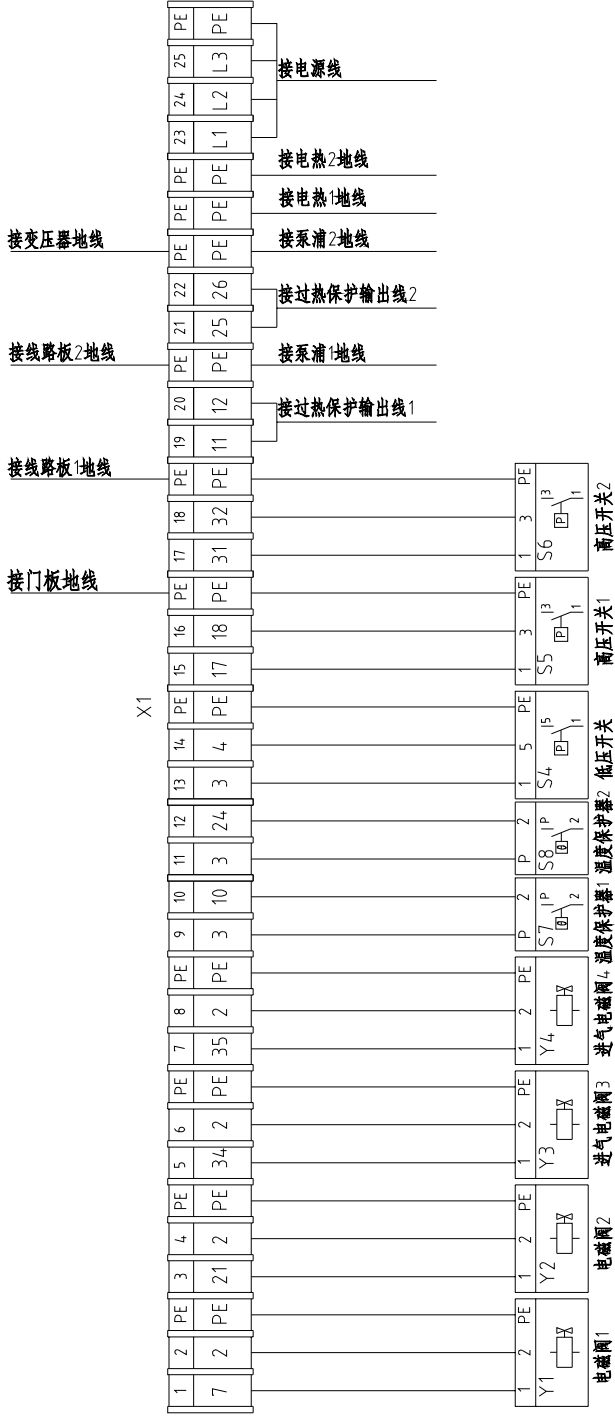 PE PE
25 L3
接电源线
24 L2
23 L1
PE PE
接电热2地线
PE PE
接电热1地线
接变压器地线
PE PE
接泵浦2地线
22 26
接过热保护输出线2
21 25
接线路板2地线
PE PE
接泵浦1地线
20 12
接过热保护输出线1
19 11
接线路板1地线
PE PE
PE
18 32
3
17 31
1
S6
P
3
1
高压开关2
接门板地线
PE PE
PE
16 18
3
15 17
1
S5
P
3
1
高压开关1
X1
PE PE
PE
14 4
5
13 3
1
S4
P
5
1
低压开关
12 24
2
11 3
P
S8
θ
P
2
温度保护器2
10 10
2
9 3
P
S7
θ
P
2
温度保护器1
PE PE
PE
8 2
2
7 35
1
Y4
进气电磁阀4
PE PE
PE
6 2
2
5 34
1
Y3
进气电磁阀3
PE PE
PE
4 2
2
3 21
1
Y2
电磁阀2
PE PE
PE
2 2
2
1 7
1
Y1
电磁阀1